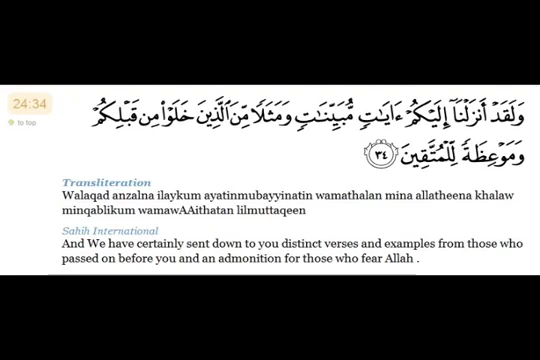 24:34
to top
وَلَقَدْ أَنزَلْنَآ إِلَيْكُمْ ءَايَٰتٍ مُّبَيِّنَٰتٍ وَمَثَلًا مِّنَ ٱلَّذِينَ خَلَوْا۟ مِن قَبْلِكُمْ
وَمَوْعِظَةً لِّلْمُتَّقِينَ ﴿٣٤﴾
Transliteration
Walaqad anzalna ilaykum ayatinmubayyinatin wamathalan mina allatheena khalaw
minqablikum wamawAAithatan lilmuttaqeen
Sahih International
And We have certainly sent down to you distinct verses and examples from those who
passed on before you and an admonition for those who fear Allah .